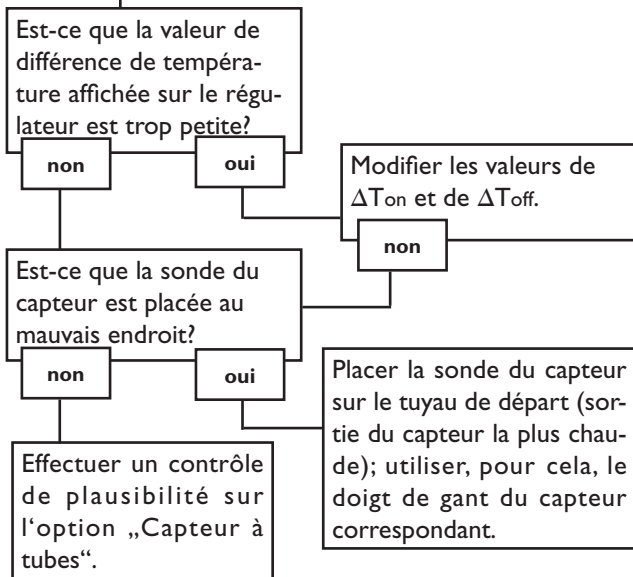 Est-ce que la valeur de
différence de tempéra-
ture affichée sur le régu-
lateur est trop petite?
non
oui
Modifier les valeurs de
ΔTon et de ΔToff.
non
Est-ce que la sonde du
capteur est placée au
mauvais endroit?
non
oui
Placer la sonde du capteur
sur le tuyau de départ (sor-
tie du capteur la plus chau-
de); utiliser, pour cela, le
doigt de gant du capteur
correspondant.
Effectuer un contrôle
de plausibilité sur
l‘option „Capteur à
tubes“.